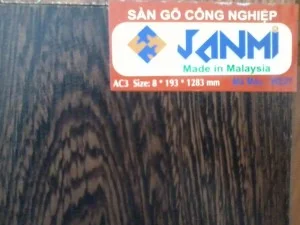 SÀN GỖ CÔNG NGHIỆP
JANMI
Made in Malaysia
AC3 Size: 8 * 193 * 1283 mm